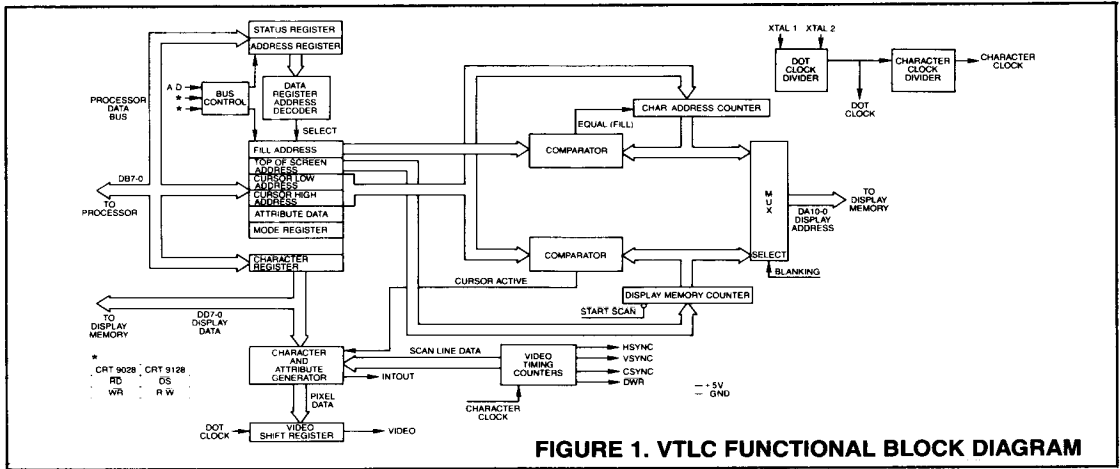 STATUS REGISTER
ADDRESS REGISTER
XTAL 1 XTAL 2
DOT
CLOCK
DIVIDER
CHARACTER
CLOCK
DIVIDER
CHARACTER
CLOCK
DOT
CLOCK
PROCESSOR
DATA
BUS
A D
*
*
BUS
CONTROL
DATA
REGISTER
ADDRESS
DECODER
SELECT
CHAR ADDRESS COUNTER
EQUAL (FILL)
FILL ADDRESS
TOP OF SCREEN
ADDRESS
CURSOR LOW
ADDRESS
CURSOR HIGH
ADDRESS
ATTRIBUTE DATA
MODE REGISTER
COMPARATOR
MUX
SELECT
DA10-0
DISPLAY
ADDRESS
TO
DISPLAY
MEMORY
BLANKING
DB7-0
TO
PROCESSOR
CHARACTER
REGISTER
COMPARATOR
CURSOR ACTIVE
DISPLAY MEMORY COUNTER
START SCAN
TO
DISPLAY
MEMORY
DD7-0
DISPLAY
DATA
*
CRT 9028 CRT 9128
RD DS
WR R W
CHARACTER
AND
ATTRIBUTE
GENERATOR
SCAN LINE DATA
INTOUT
VIDEO
TIMING
COUNTERS
HSYNC
VSYNC
CSYNC
DWR
CHARACTER
CLOCK
+5V
GND
PIXEL
DATA
DOT
CLOCK
VIDEO
SHIFT REGISTER
VIDEO
FIGURE 1. VTLC FUNCTIONAL BLOCK DIAGRAM